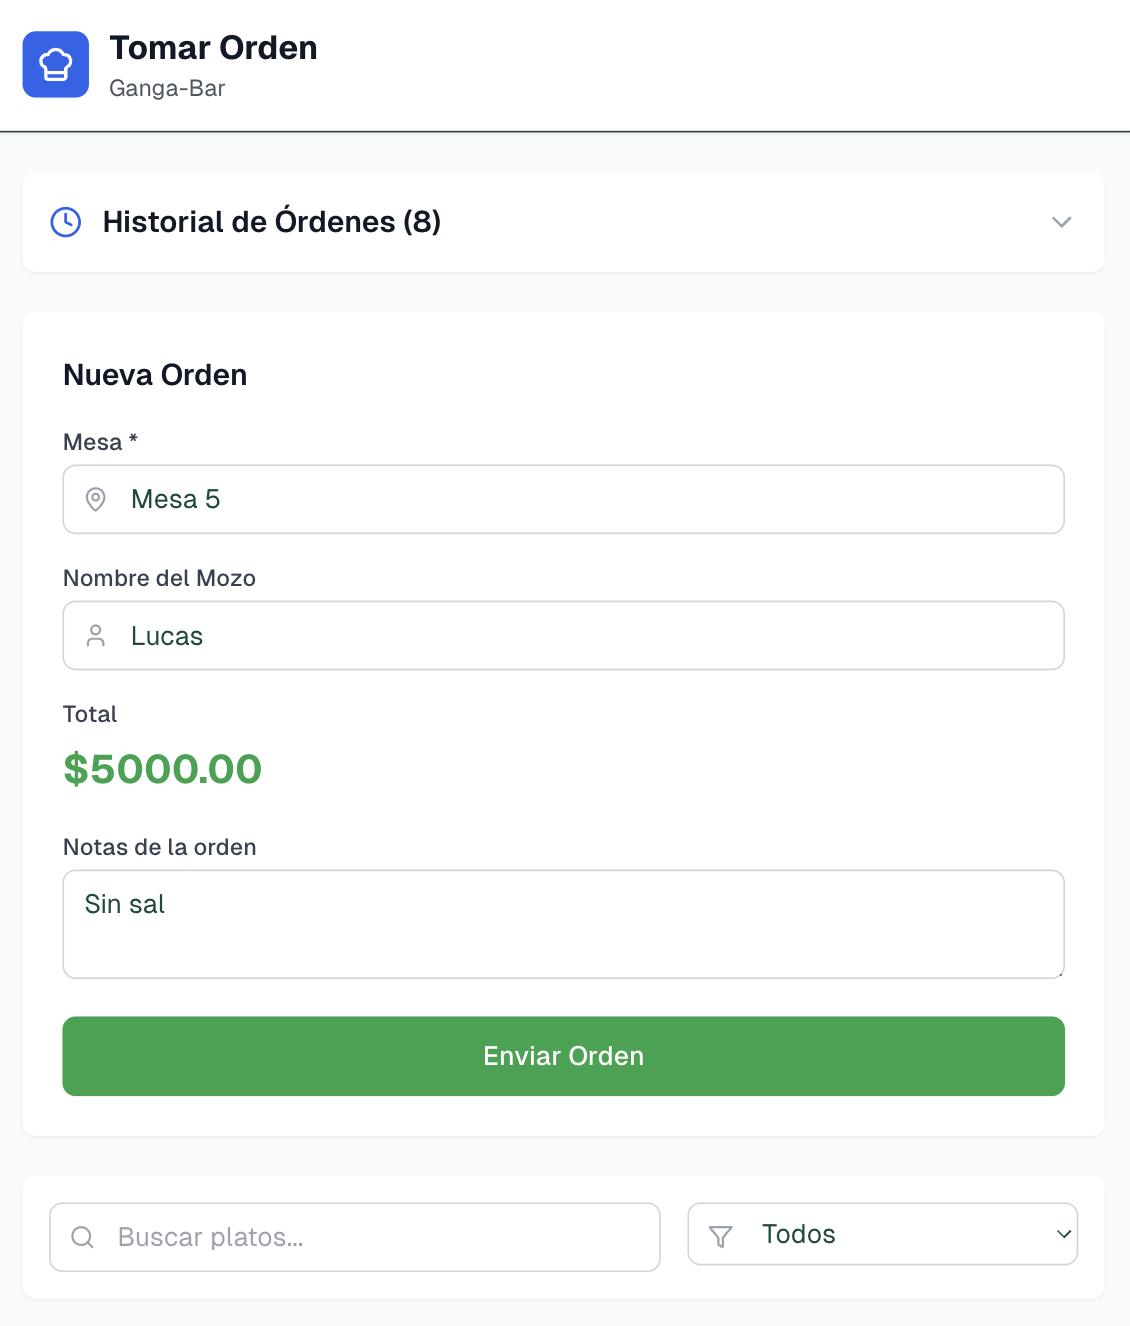 Tomar Orden
Ganga-Bar
Historial de Órdenes (8)
Nueva Orden
Mesa *
Mesa 5
Nombre del Mozo
Lucas
Total
$5000.00
Notas de la orden
Sin sal
Enviar Orden
Buscar platos...
Todos